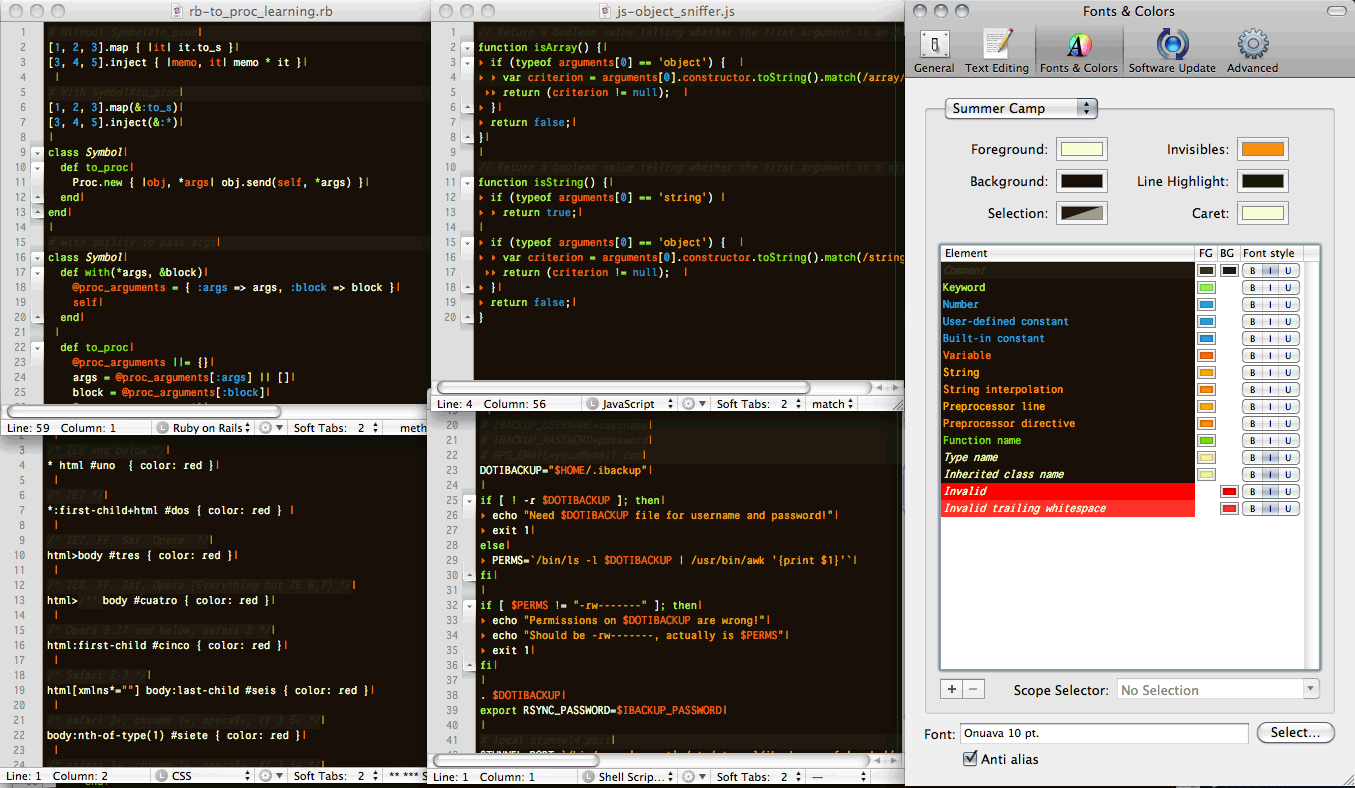 rb-to_proc_learning.rb
1 # Without Symbol#to_proc
2 [1, 2, 3].map { |it| it.to_s }
3 [3, 4, 5].inject { |memo, it| memo * it }
4
5 # With Symbol#to_proc
6 [1, 2, 3].map(&:to_s)
7 [3, 4, 5].inject(&:*)
8
9 class Symbol
10 def to_proc
11 Proc.new { |obj, *args| obj.send(self, *args) }
12 end
13 end
14
15 # with ability to pass args
16 class Symbol
17 def with(*args, &block)
18 @proc_arguments = { :args => args, :block => block }
19 self
20 end
21
22 def to_proc
23 @proc_arguments ||= {}
24 args = @proc_arguments[:args] || []
25 block = @proc_arguments[:block]
Line: 59 Column: 1 Ruby on Rails Soft Tabs: 2 meth
js-object_sniffer.js
1 // Return a boolean value telling whether the first argument is an
2 function isArray() {
3 if (typeof arguments[0] == 'object') {
4 var criterion = arguments[0].constructor.toString().match(/array/
5 return (criterion != null);
6 }
7 return false;
8 }
9
10 // Return a boolean value telling whether the first argument is a
11 function isString() {
12 if (typeof arguments[0] == 'string')
13 return true;
14
15 if (typeof arguments[0] == 'object') {
16 var criterion = arguments[0].constructor.toString().match(/string
17 return (criterion != null);
18 }
19 return false;
20 }
Line: 4 Column: 56 JavaScript Soft Tabs: 2 match
3 /* IE6 and below */
4 * html #uno { color: red }
5
6 /* IE7 */
7 *:first-child+html #dos { color: red }
8
9 /* IE7, FF, Saf, Opera */
10 html>body #tres { color: red }
11
12 /* IE8, FF, Saf, Opera (Everything but IE 6,7) */
13 html>/**/body #cuatro { color: red }
14
15 /* Opera 9.27 and below, safari 2 */
16 html:first-child #cinco { color: red }
17
18 /* Safari 2-3 */
19 html[xmlns*=""] body:last-child #seis { color: red }
20
21 /* safari 3+, chrome 1+, opera9+, ff 3.5+ */
22 body:nth-of-type(1) #siete { color: red }
23
24
Line: 1 Column: 2 CSS Soft Tabs: 2 ** *** S
20 # IBACKUP_USERNAME=username
21 # IBACKUP_PASSWORD=password
22 # GPG_EMAIL=your@email.com
23 DOTIBACKUP="$HOME/.ibackup"
24
25 if [ ! -r $DOTIBACKUP ]; then
26 echo "Need $DOTIBACKUP file for username and password!"
27 exit 1
28 else
29 PERMS=`/bin/ls -l $DOTIBACKUP | /usr/bin/awk '{print $1}'`
30 fi
31
32 if [ $PERMS != "-rw-------" ]; then
33 echo "Permissions on $DOTIBACKUP are wrong!"
34 echo "Should be -rw-------, actually is $PERMS"
35 exit 1
36 fi
37
38 . $DOTIBACKUP
39 export RSYNC_PASSWORD=$IBACKUP_PASSWORD
40
41 # local stunnel4 port
Line: 1 Column: 1 Shell Scrip... Soft Tabs: 2 —
Fonts & Colors
General Text Editing Fonts & Colors Software Update Advanced
Summer Camp
Foreground: Invisibles:
Background: Line Highlight:
Selection: Caret:
Element FG BG Font style
Comment B I U
Keyword B I U
Number B I U
User-defined constant B I U
Built-in constant B I U
Variable B I U
String B I U
String interpolation B I U
Preprocessor line B I U
Preprocessor directive B I U
Function name B I U
Type name B I U
Inherited class name B I U
Invalid B I U
Invalid trailing whitespace B I U
+ − Scope Selector: No Selection
Font: Onuava 10 pt. Select...
Anti alias